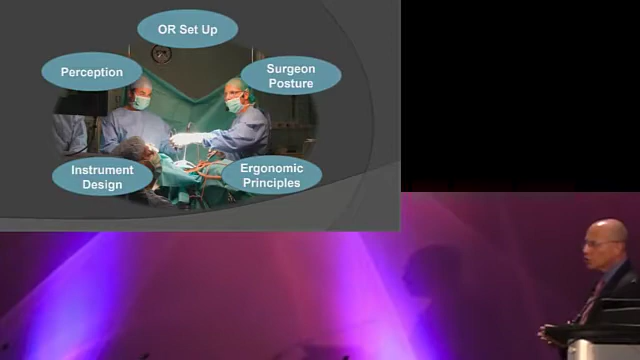 OR Set Up
Perception
Surgeon
Posture
Instrument
Design
Ergonomic
Principles